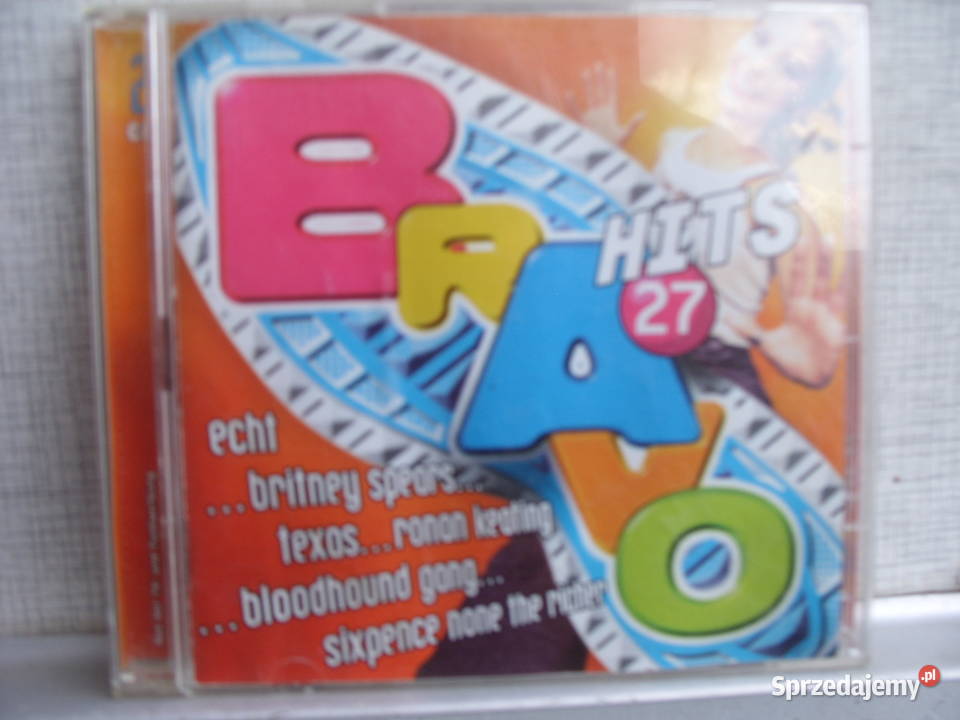 BRAVO
HITS
27
echt
...britney spears...
texas...ronan keating
...bloodhound gang...
sixpence none the richer
Sprzedajemy.pl